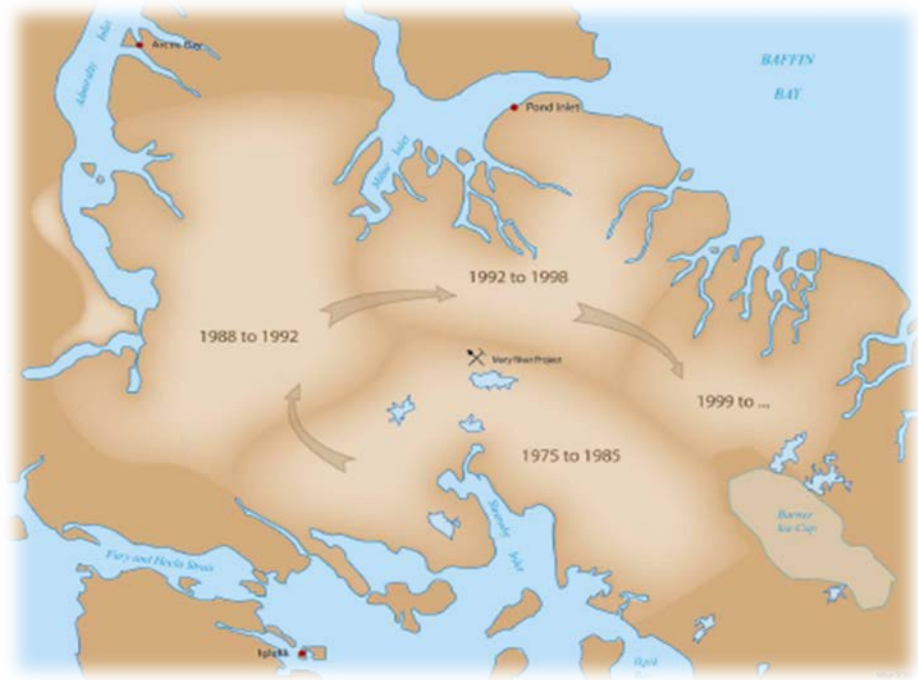 Admiralty Inlet
Arctic Bay
BAFFIN
BAY
Pond Inlet
Milne Inlet
1992 to 1998
1988 to 1992
Mary River Project
1999 to ...
1975 to 1985
Steensby Inlet
Barnes
Ice Cap
Fury and Hecla Strait
Igloolik